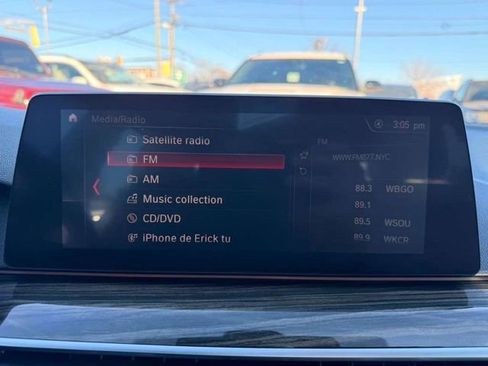 Media/Radio
3:05 pm
Satellite radio
FM
AM
Music collection
CD/DVD
iPhone de Erick tu
FM
WWW.FM877.NYC
88.3 WBGO
89.1
89.5 WSOU
89.9 WKCR